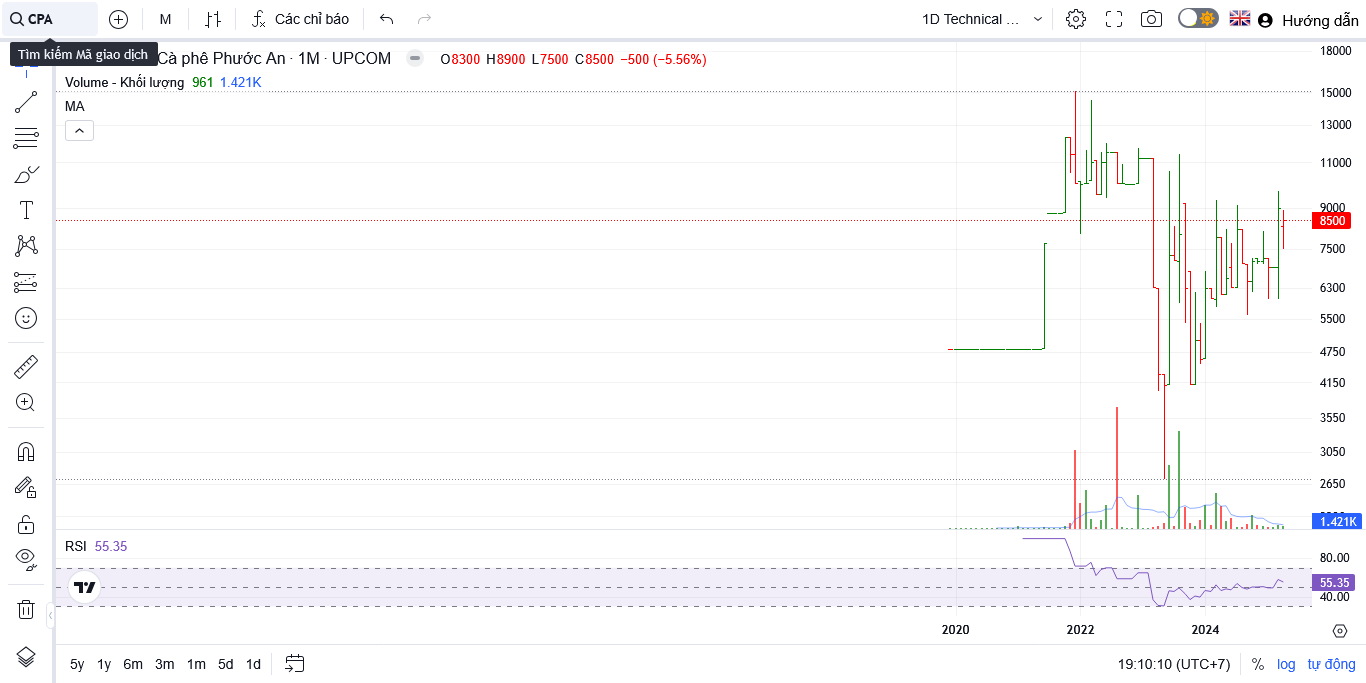 CPA M Các chỉ báo 1D Technical ... Hướng dẫn
Tìm kiếm Mã giao dịch
Cà phê Phước An · 1M · UPCOM O8300 H8900 L7500 C8500 −500 (−5.56%)
Volume - Khối lượng 961 1.421K
MA
18000
15000
13000
11000
9000
8500
7500
6300
5500
4750
4150
3550
3050
2650
1.421K
RSI 55.35
80.00
55.35
40.00
2020 2022 2024
5y 1y 6m 3m 1m 5d 1d 19:10:10 (UTC+7) % log tự động